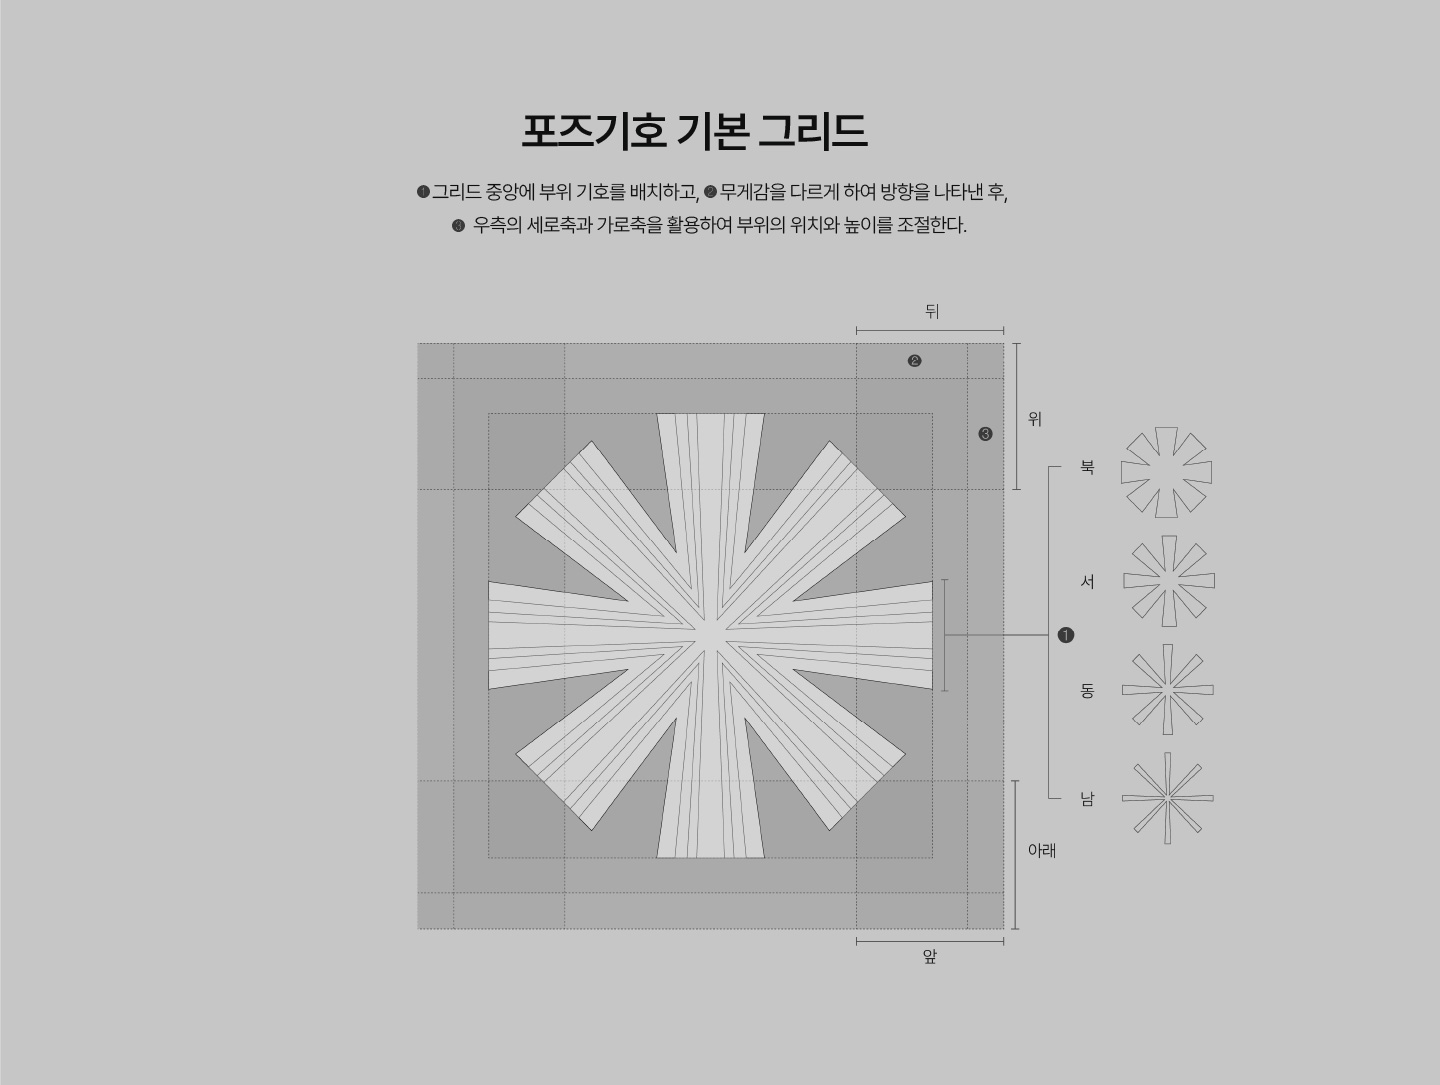 포즈기호 기본 그리드
❶ 그리드 중앙에 부위 기호를 배치하고, ❷ 무게감을 다르게 하여 방향을 나타낸 후,
❸ 우측의 세로축과 가로축을 활용하여 부위의 위치와 높이를 조절한다.
뒤
❷
위
❸
북
서
❶
동
남
아래
앞